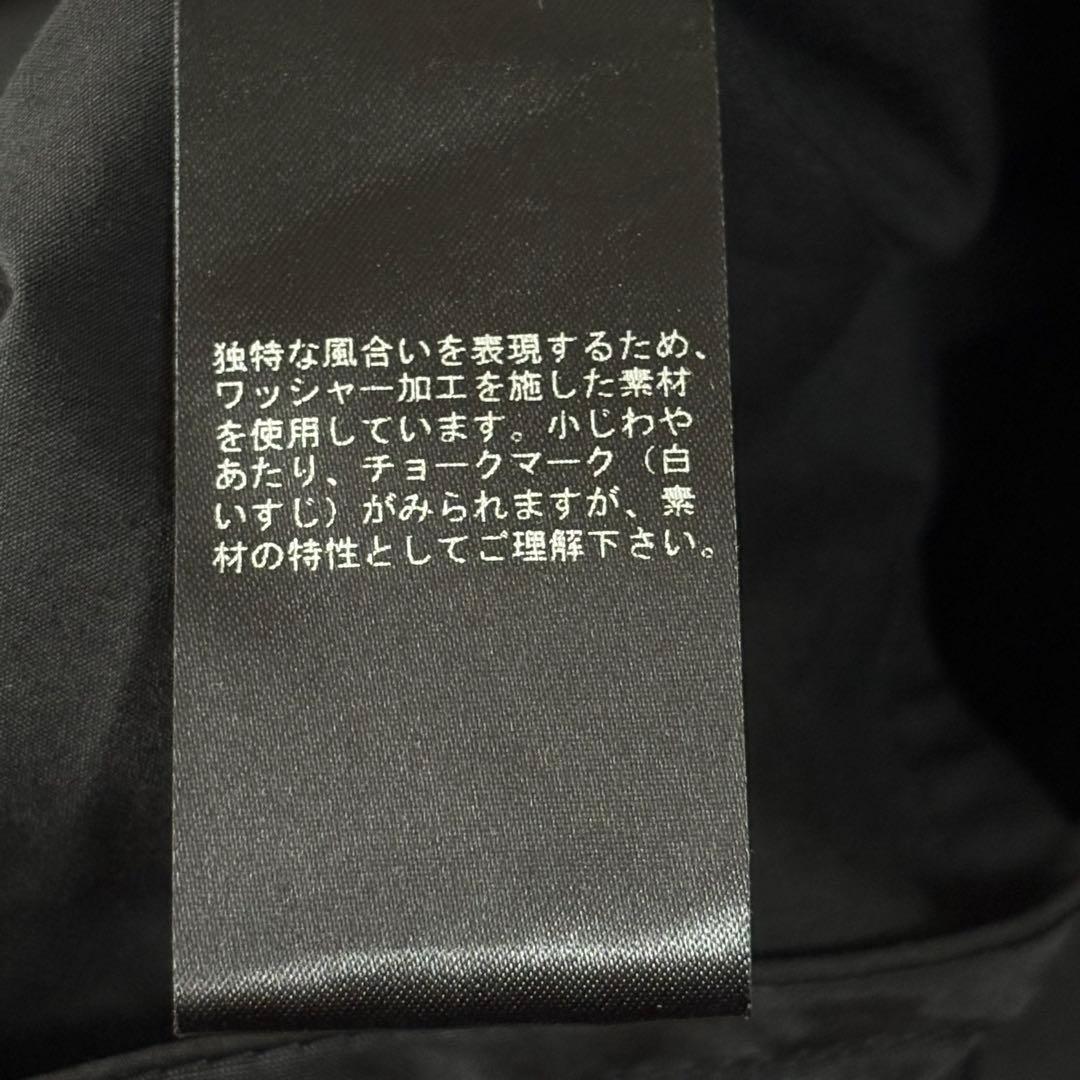 独特な風合いを表現するため、
ワッシャー加工を施した素材
を使用しています。小じわや
あたり、チョークマーク（白
いすじ）がみられますが、素
材の特性としてご理解下さい。